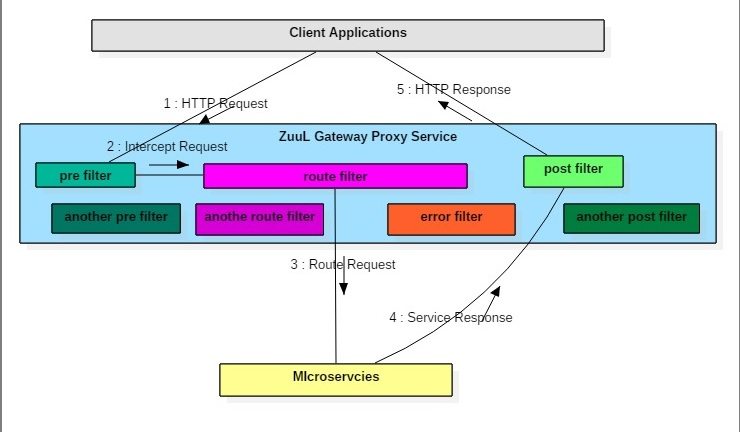 Client Applications
1 : HTTP Request
5 : HTTP Response
ZuuL Gateway Proxy Service
2 : Intercept Request
pre filter
route filter
post filter
another pre filter
anothe route filter
error filter
another post filter
3 : Route Request
4 : Service Response
MIcroservcies